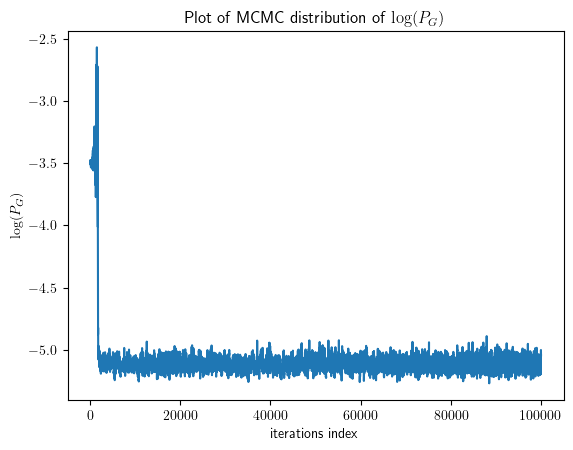 Plot of MCMC distribution of log(P_G)
−2.5
−3.0
−3.5
−4.0
−4.5
−5.0
log(P_G)
0 20000 40000 60000 80000 100000
iterations index